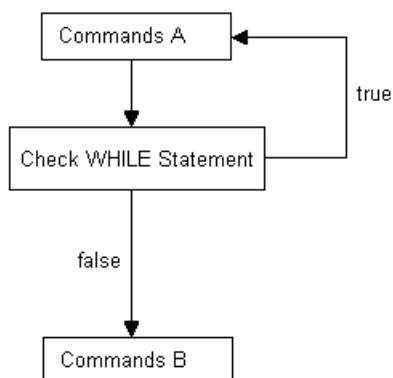 Commands A
true
Check WHILE Statement
false
Commands B